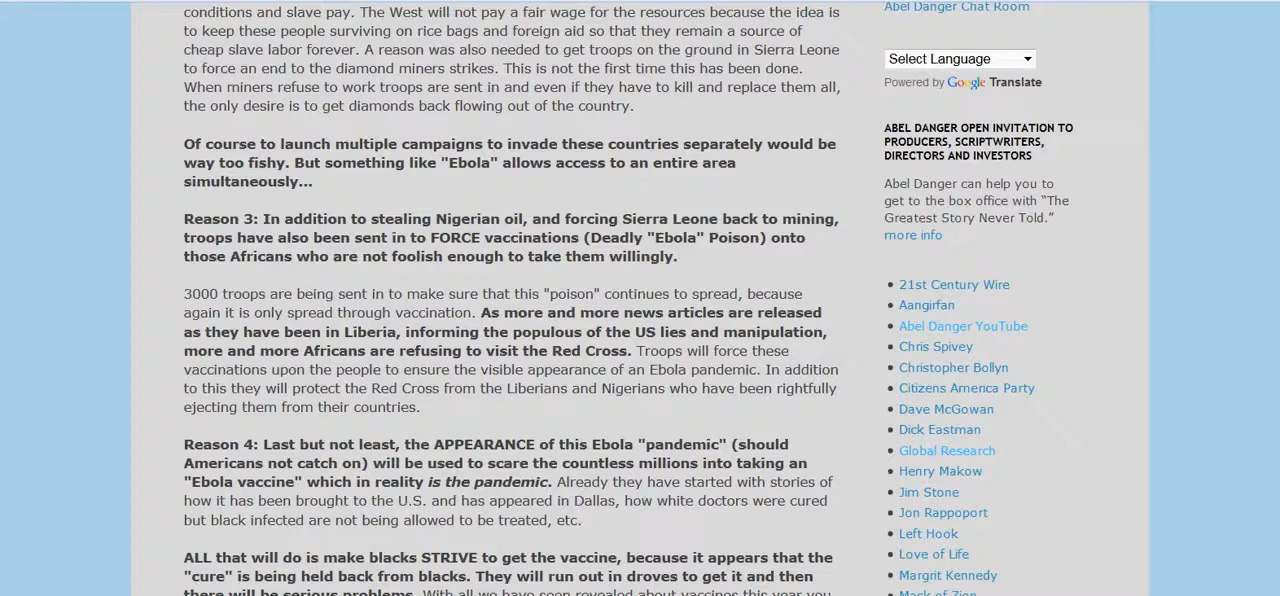 conditions and slave pay. The West will not pay a fair wage for the resources because the idea is
to keep these people surviving on rice bags and foreign aid so that they remain a source of
cheap slave labor forever. A reason was also needed to get troops on the ground in Sierra Leone
to force an end to the diamond miners strikes. This is not the first time this has been done.
When miners refuse to work troops are sent in and even if they have to kill and replace them all,
the only desire is to get diamonds back flowing out of the country.
Of course to launch multiple campaigns to invade these countries separately would be
way too fishy. But something like "Ebola" allows access to an entire area
simultaneously...
Reason 3: In addition to stealing Nigerian oil, and forcing Sierra Leone back to mining,
troops have also been sent in to FORCE vaccinations (Deadly "Ebola" Poison) onto
those Africans who are not foolish enough to take them willingly.
3000 troops are being sent in to make sure that this "poison" continues to spread, because
again it is only spread through vaccination. As more and more news articles are released
as they have been in Liberia, informing the populous of the US lies and manipulation,
more and more Africans are refusing to visit the Red Cross. Troops will force these
vaccinations upon the people to ensure the visible appearance of an Ebola pandemic. In addition
to this they will protect the Red Cross from the Liberians and Nigerians who have been rightfully
ejecting them from their countries.
Reason 4: Last but not least, the APPEARANCE of this Ebola "pandemic" (should
Americans not catch on) will be used to scare the countless millions into taking an
"Ebola vaccine" which in reality is the pandemic. Already they have started with stories of
how it has been brought to the U.S. and has appeared in Dallas, how white doctors were cured
but black infected are not being allowed to be treated, etc.
ALL that will do is make blacks STRIVE to get the vaccine, because it appears that the
"cure" is being held back from blacks. They will run out in droves to get it and then
there will be serious problems. With all we have seen revealed about vaccines this year you
Abel Danger Chat Room
Select Language
Powered by Google Translate
ABEL DANGER OPEN INVITATION TO
PRODUCERS, SCRIPTWRITERS,
DIRECTORS AND INVESTORS
Abel Danger can help you to
get to the box office with "The
Greatest Story Never Told."
more info
21st Century Wire
Aangirfan
Abel Danger YouTube
Chris Spivey
Christopher Bollyn
Citizens America Party
Dave McGowan
Dick Eastman
Global Research
Henry Makow
Jim Stone
Jon Rappoport
Left Hook
Love of Life
Margrit Kennedy
Mark of Zion